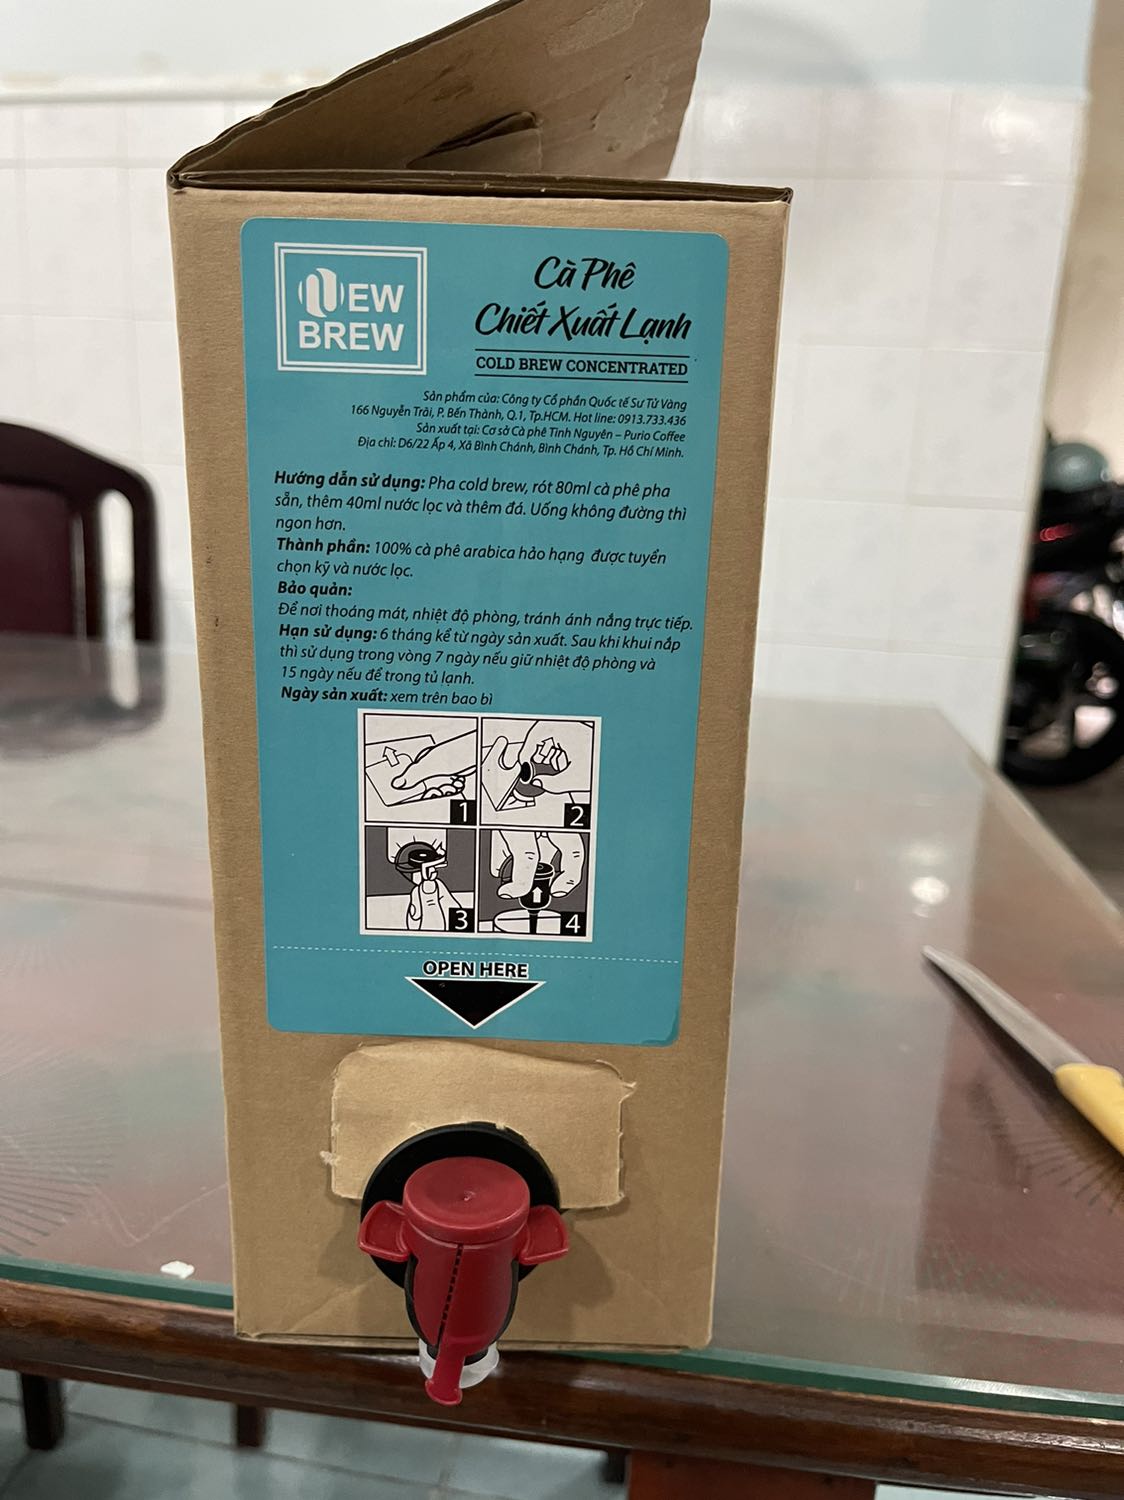 NEW
BREW
Cà Phê
Chiết Xuất Lạnh
COLD BREW CONCENTRATED
Sản phẩm của: Công ty Cổ phần Quốc tế Sư Tử Vàng
166 Nguyễn Trãi, P. Bến Thành, Q.1, Tp.HCM. Hot line: 0913.733.436
Sản xuất tại: Cơ sở Cà phê Tình Nguyên – Purio Coffee
Địa chỉ: D6/22 Ấp 4, Xã Bình Chánh, Bình Chánh, Tp. Hồ Chí Minh.
Hướng dẫn sử dụng: Pha cold brew, rót 80ml cà phê pha
sẵn, thêm 40ml nước lọc và thêm đá. Uống không đường thì
ngon hơn.
Thành phần: 100% cà phê arabica hảo hạng được tuyển
chọn kỹ và nước lọc.
Bảo quản:
Để nơi thoáng mát, nhiệt độ phòng, tránh ánh nắng trực tiếp.
Hạn sử dụng: 6 tháng kể từ ngày sản xuất. Sau khi khui nắp
thì sử dụng trong vòng 7 ngày nếu giữ nhiệt độ phòng và
15 ngày nếu để trong tủ lạnh.
Ngày sản xuất: xem trên bao bì
1
2
3
4
OPEN HERE